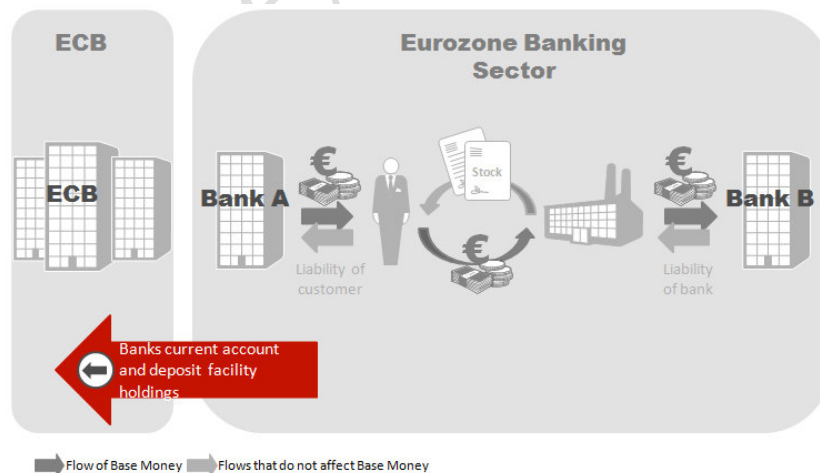 ECB
Eurozone Banking
Sector
Stock
€
€
ECB
Bank A
Bank B
€
Liability of
customer
Liability
of bank
Banks current account
and deposit facility
holdings
Flow of Base Money
Flows that do not affect Base Money